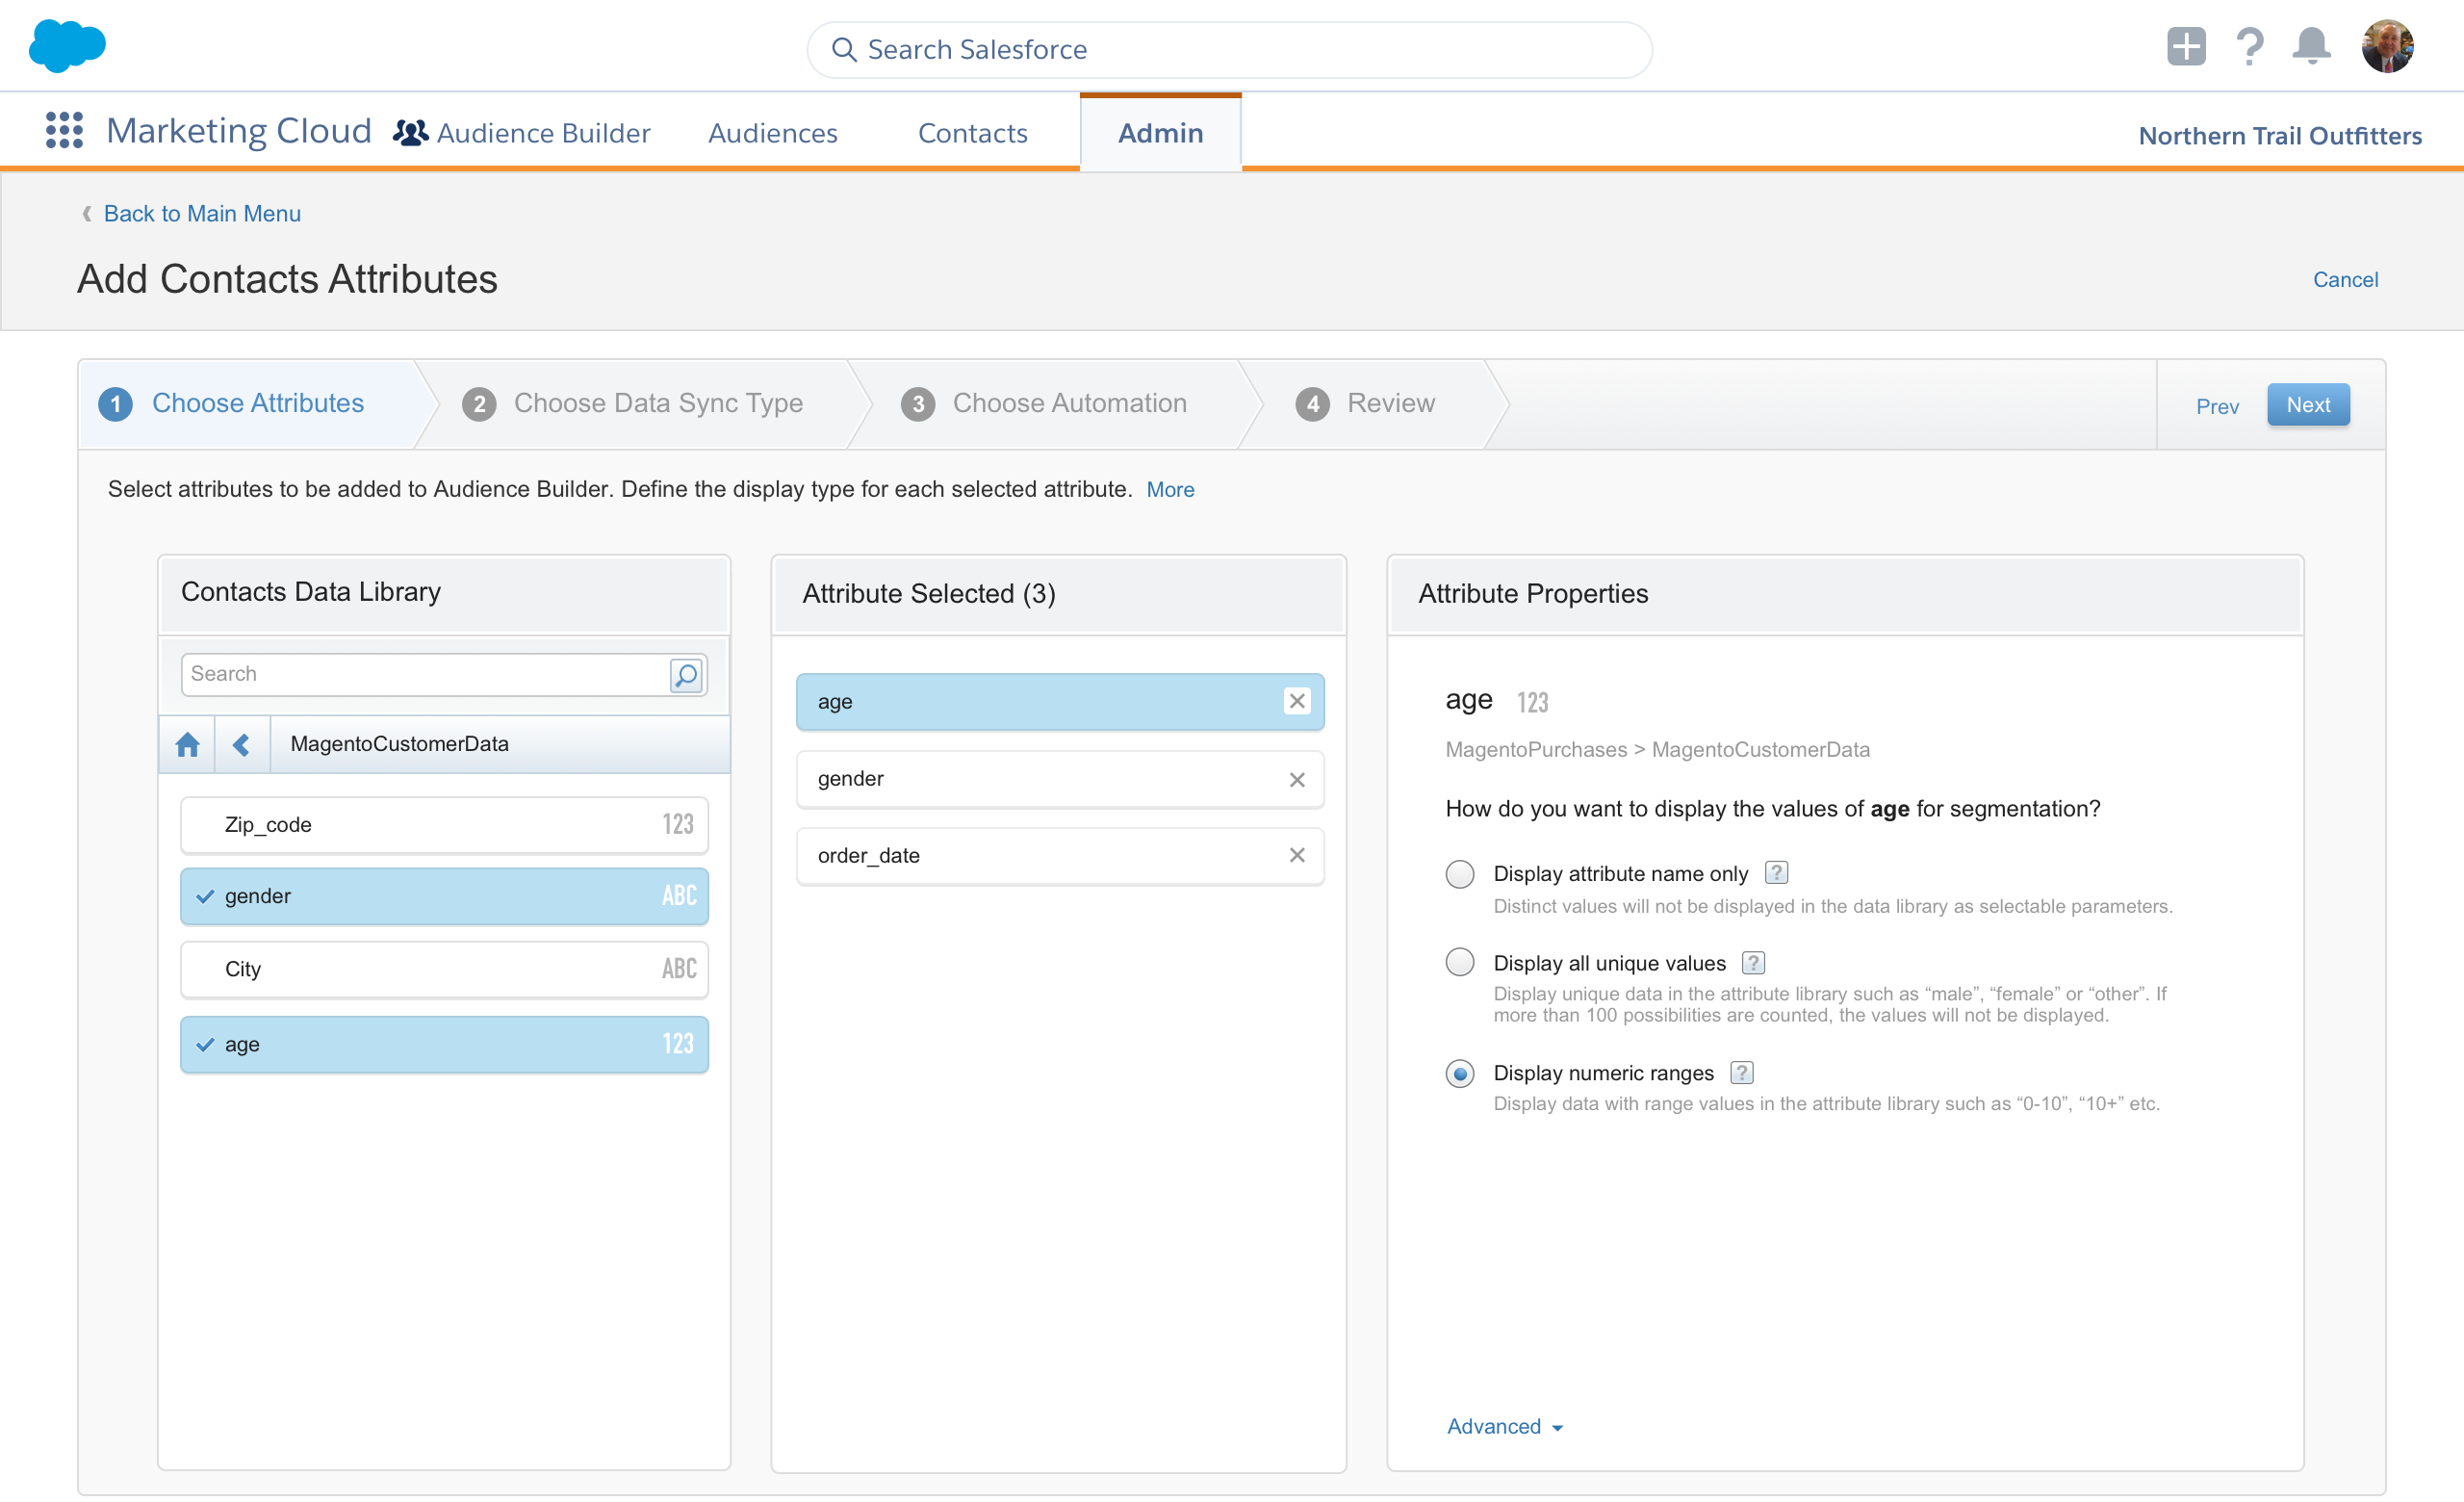 Search Salesforce
Marketing Cloud Audience Builder Audiences Contacts Admin Northern Trail Outfitters
Back to Main Menu
Add Contacts Attributes Cancel
1 Choose Attributes 2 Choose Data Sync Type 3 Choose Automation 4 Review Prev Next
Select attributes to be added to Audience Builder. Define the display type for each selected attribute. More
Contacts Data Library
Search
MagentoCustomerData
Zip_code 123
gender ABC
City ABC
age 123
Attribute Selected (3)
age
gender
order_date
Attribute Properties
age 123
MagentoPurchases > MagentoCustomerData
How do you want to display the values of age for segmentation?
Display attribute name only ?
Distinct values will not be displayed in the data library as selectable parameters.
Display all unique values ?
Display unique data in the attribute library such as “male”, “female” or “other”. If
more than 100 possibilities are counted, the values will not be displayed.
Display numeric ranges ?
Display data with range values in the attribute library such as “0-10”, “10+” etc.
Advanced